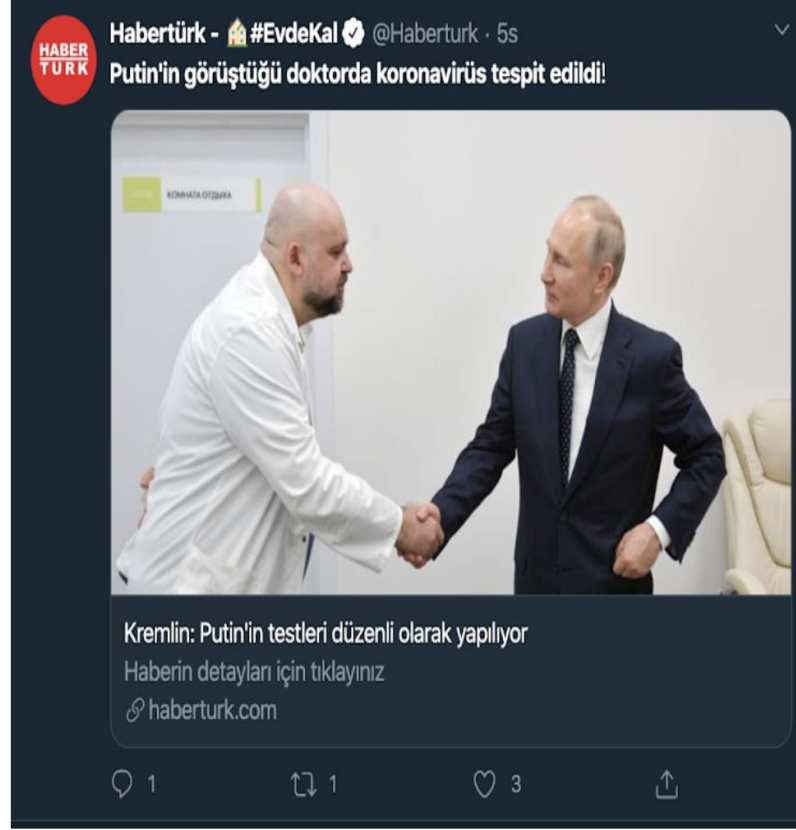 HABER
TURK
Habertürk - 🏠#EvdeKal @Haberturk · 5s
Putin'in görüştüğü doktorda koronavirüs tespit edildi!
КОМНАТА ОТДЫХА
Kremlin: Putin'in testleri düzenli olarak yapılıyor
Haberin detayları için tıklayınız
haberturk.com
1
1
3